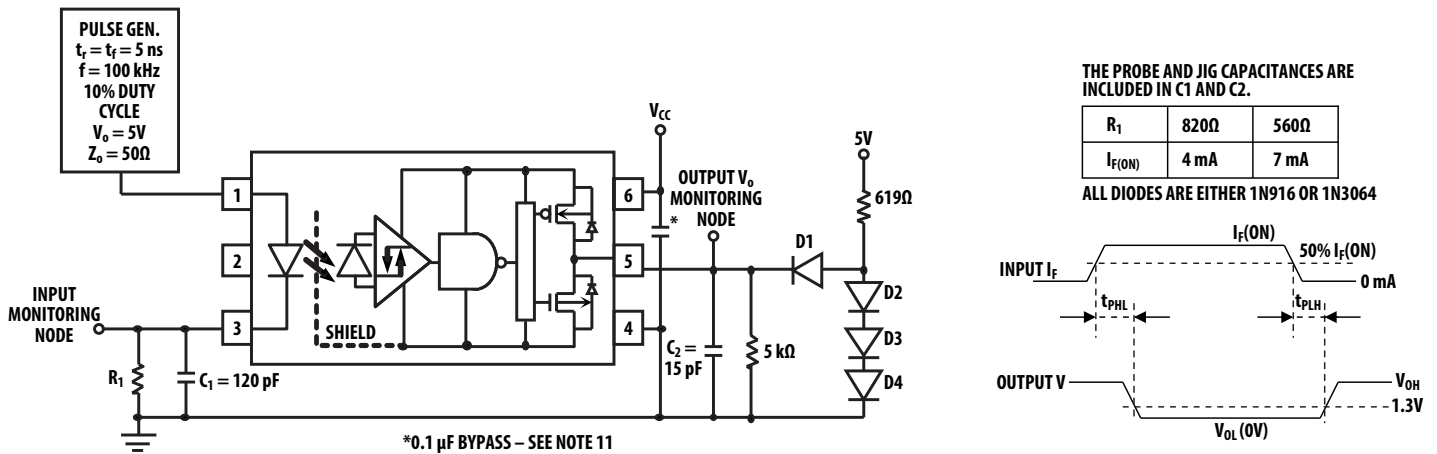 PULSE GEN.
tr = tf = 5 ns
f = 100 kHz
10% DUTY
CYCLE
Vo = 5V
Zo = 50Ω
1
2
3
INPUT
MONITORING
NODE
R1
C1 = 120 pF
SHIELD
VCC
6
5
4
*
OUTPUT Vo
MONITORING
NODE
C2 =
15 pF
5 kΩ
D1
5V
619Ω
D2
D3
D4
*0.1 µF BYPASS – SEE NOTE 11
THE PROBE AND JIG CAPACITANCES ARE
INCLUDED IN C1 AND C2.
R1 820Ω 560Ω
IF(ON) 4 mA 7 mA
ALL DIODES ARE EITHER 1N916 OR 1N3064
IF(ON)
INPUT IF
50% IF(ON)
0 mA
tPHL
tPLH
OUTPUT V
VOH
1.3V
VOL (0V)